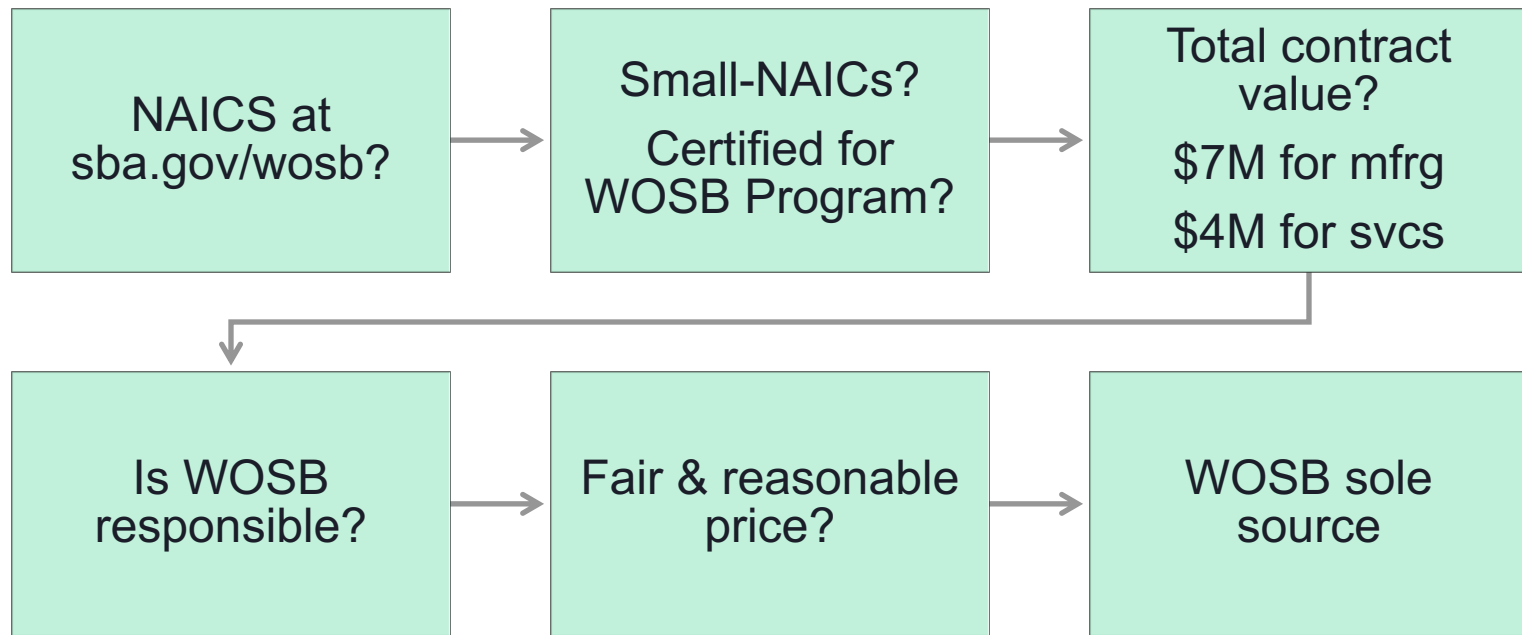 NAICS at
sba.gov/wosb?
Small-NAICs?
Certified for
WOSB Program?
Total contract
value?
$7M for mfrg
$4M for svcs
Is WOSB
responsible?
Fair & reasonable
price?
WOSB sole
source